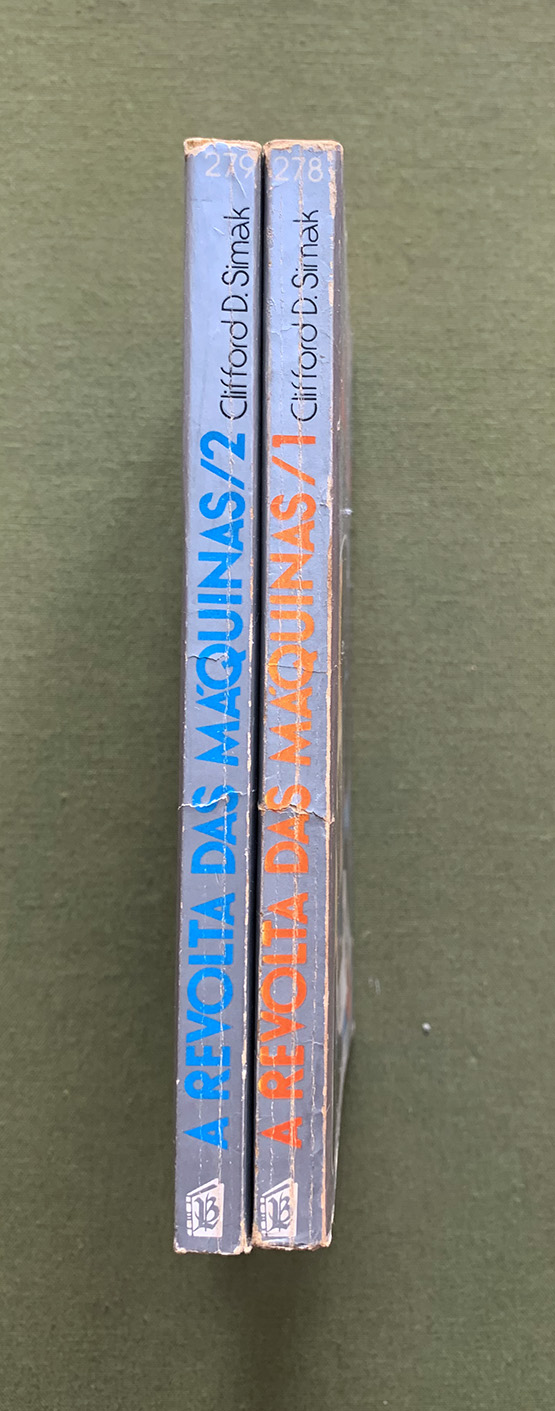 279
Clifford D. Simak
A REVOLTA DAS MÁQUINAS/2
278
Clifford D. Simak
A REVOLTA DAS MÁQUINAS/1